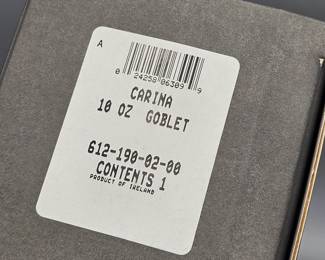 A
0 24258 06309 9
CARINA
10 OZ GOBLET
612-190-02-00
CONTENTS 1
PRODUCT OF IRELAND